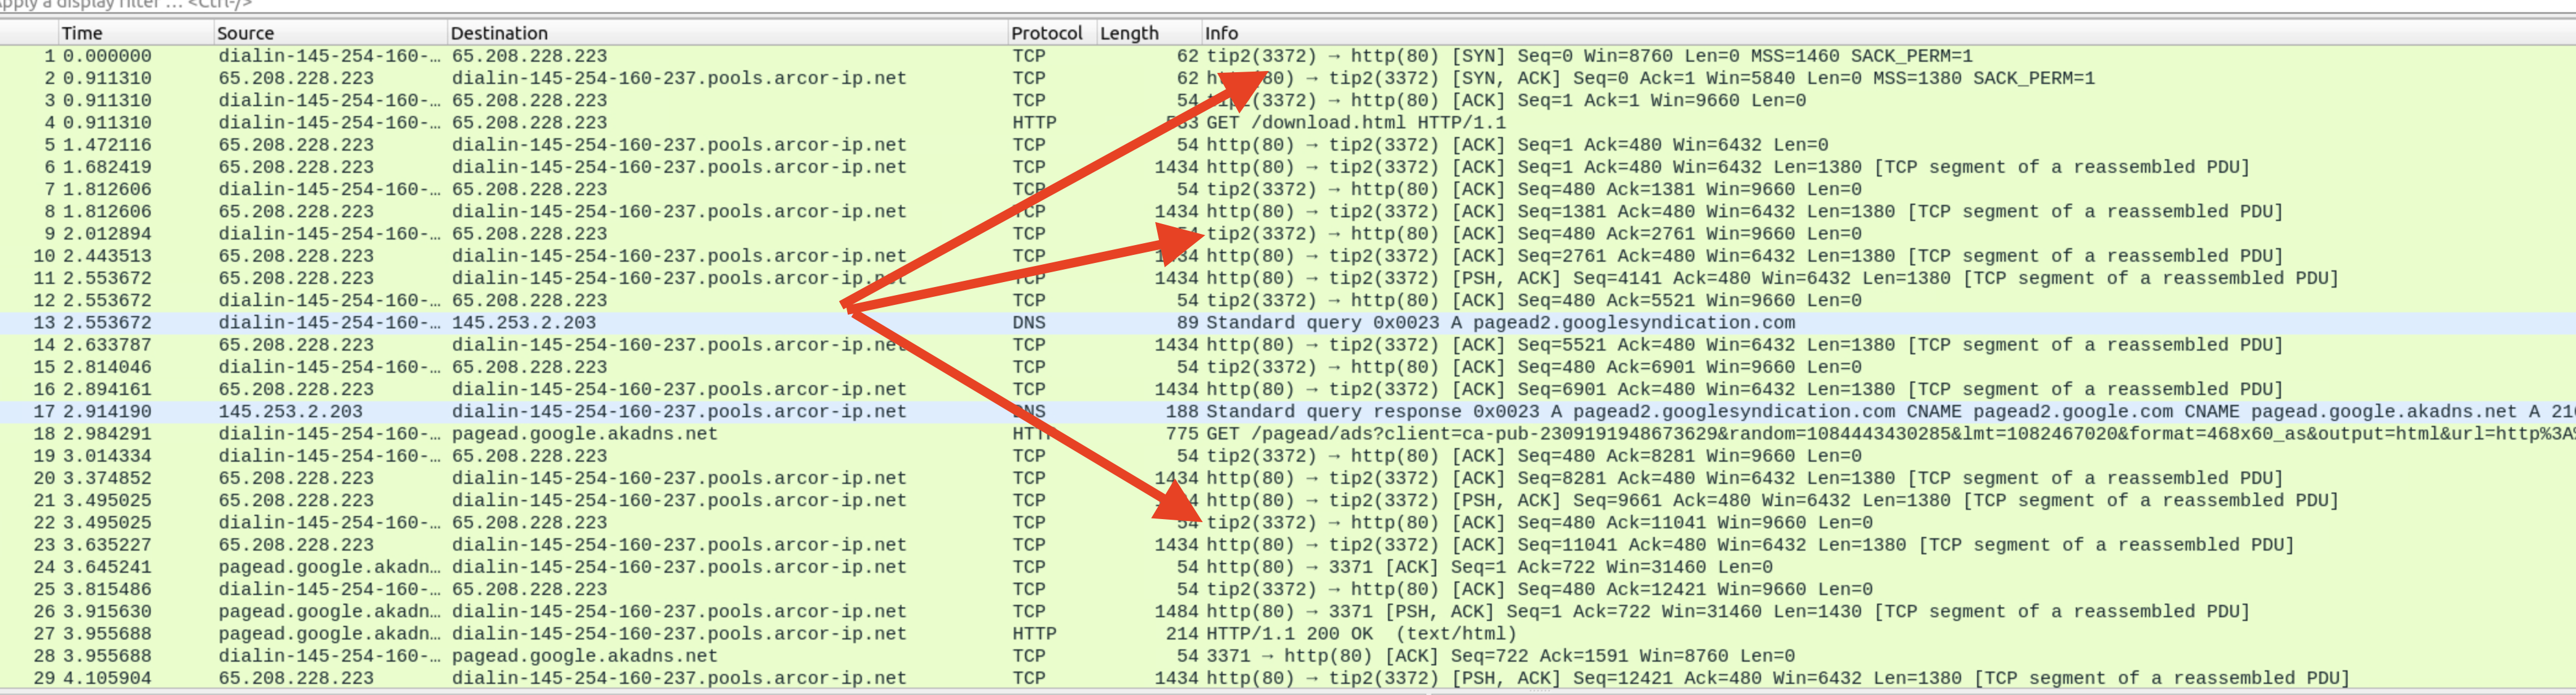 Apply a display filter … <Ctrl-/>
Time Source Destination Protocol Length Info
1 0.000000 dialin-145-254-160-… 65.208.228.223 TCP 62 tip2(3372) → http(80) [SYN] Seq=0 Win=8760 Len=0 MSS=1460 SACK_PERM=1
2 0.911310 65.208.228.223 dialin-145-254-160-237.pools.arcor-ip.net TCP 62 http(80) → tip2(3372) [SYN, ACK] Seq=0 Ack=1 Win=5840 Len=0 MSS=1380 SACK_PERM=1
3 0.911310 dialin-145-254-160-… 65.208.228.223 TCP 54 tip2(3372) → http(80) [ACK] Seq=1 Ack=1 Win=9660 Len=0
4 0.911310 dialin-145-254-160-… 65.208.228.223 HTTP 533 GET /download.html HTTP/1.1
5 1.472116 65.208.228.223 dialin-145-254-160-237.pools.arcor-ip.net TCP 54 http(80) → tip2(3372) [ACK] Seq=1 Ack=480 Win=6432 Len=0
6 1.682419 65.208.228.223 dialin-145-254-160-237.pools.arcor-ip.net TCP 1434 http(80) → tip2(3372) [ACK] Seq=1 Ack=480 Win=6432 Len=1380 [TCP segment of a reassembled PDU]
7 1.812606 dialin-145-254-160-… 65.208.228.223 TCP 54 tip2(3372) → http(80) [ACK] Seq=480 Ack=1381 Win=9660 Len=0
8 1.812606 65.208.228.223 dialin-145-254-160-237.pools.arcor-ip.net TCP 1434 http(80) → tip2(3372) [ACK] Seq=1381 Ack=480 Win=6432 Len=1380 [TCP segment of a reassembled PDU]
9 2.012894 dialin-145-254-160-… 65.208.228.223 TCP 54 tip2(3372) → http(80) [ACK] Seq=480 Ack=2761 Win=9660 Len=0
10 2.443513 65.208.228.223 dialin-145-254-160-237.pools.arcor-ip.net TCP 1434 http(80) → tip2(3372) [ACK] Seq=2761 Ack=480 Win=6432 Len=1380 [TCP segment of a reassembled PDU]
11 2.553672 65.208.228.223 dialin-145-254-160-237.pools.arcor-ip.net TCP 1434 http(80) → tip2(3372) [PSH, ACK] Seq=4141 Ack=480 Win=6432 Len=1380 [TCP segment of a reassembled PDU]
12 2.553672 dialin-145-254-160-… 65.208.228.223 TCP 54 tip2(3372) → http(80) [ACK] Seq=480 Ack=5521 Win=9660 Len=0
13 2.553672 dialin-145-254-160-… 145.253.2.203 DNS 89 Standard query 0x0023 A pagead2.googlesyndication.com
14 2.633787 65.208.228.223 dialin-145-254-160-237.pools.arcor-ip.net TCP 1434 http(80) → tip2(3372) [ACK] Seq=5521 Ack=480 Win=6432 Len=1380 [TCP segment of a reassembled PDU]
15 2.814046 dialin-145-254-160-… 65.208.228.223 TCP 54 tip2(3372) → http(80) [ACK] Seq=480 Ack=6901 Win=9660 Len=0
16 2.894161 65.208.228.223 dialin-145-254-160-237.pools.arcor-ip.net TCP 1434 http(80) → tip2(3372) [ACK] Seq=6901 Ack=480 Win=6432 Len=1380 [TCP segment of a reassembled PDU]
17 2.914190 145.253.2.203 dialin-145-254-160-237.pools.arcor-ip.net DNS 188 Standard query response 0x0023 A pagead2.googlesyndication.com CNAME pagead2.google.com CNAME pagead.google.akadns.net A 216
18 2.984291 dialin-145-254-160-… pagead.google.akadns.net HTTP 775 GET /pagead/ads?client=ca-pub-2309191948673629&random=1084443430285&lmt=1082467020&format=468x60_as&output=html&url=http%3A%
19 3.014334 dialin-145-254-160-… 65.208.228.223 TCP 54 tip2(3372) → http(80) [ACK] Seq=480 Ack=8281 Win=9660 Len=0
20 3.374852 65.208.228.223 dialin-145-254-160-237.pools.arcor-ip.net TCP 1434 http(80) → tip2(3372) [ACK] Seq=8281 Ack=480 Win=6432 Len=1380 [TCP segment of a reassembled PDU]
21 3.495025 65.208.228.223 dialin-145-254-160-237.pools.arcor-ip.net TCP 1434 http(80) → tip2(3372) [PSH, ACK] Seq=9661 Ack=480 Win=6432 Len=1380 [TCP segment of a reassembled PDU]
22 3.495025 dialin-145-254-160-… 65.208.228.223 TCP 54 tip2(3372) → http(80) [ACK] Seq=480 Ack=11041 Win=9660 Len=0
23 3.635227 65.208.228.223 dialin-145-254-160-237.pools.arcor-ip.net TCP 1434 http(80) → tip2(3372) [ACK] Seq=11041 Ack=480 Win=6432 Len=1380 [TCP segment of a reassembled PDU]
24 3.645241 pagead.google.akadn… dialin-145-254-160-237.pools.arcor-ip.net TCP 54 http(80) → 3371 [ACK] Seq=1 Ack=722 Win=31460 Len=0
25 3.815486 dialin-145-254-160-… 65.208.228.223 TCP 54 tip2(3372) → http(80) [ACK] Seq=480 Ack=12421 Win=9660 Len=0
26 3.915630 pagead.google.akadn… dialin-145-254-160-237.pools.arcor-ip.net TCP 1484 http(80) → 3371 [PSH, ACK] Seq=1 Ack=722 Win=31460 Len=1430 [TCP segment of a reassembled PDU]
27 3.955688 pagead.google.akadn… dialin-145-254-160-237.pools.arcor-ip.net HTTP 214 HTTP/1.1 200 OK (text/html)
28 3.955688 dialin-145-254-160-… pagead.google.akadns.net TCP 54 3371 → http(80) [ACK] Seq=722 Ack=1591 Win=8760 Len=0
29 4.105904 65.208.228.223 dialin-145-254-160-237.pools.arcor-ip.net TCP 1434 http(80) → tip2(3372) [PSH, ACK] Seq=12421 Ack=480 Win=6432 Len=1380 [TCP segment of a reassembled PDU]